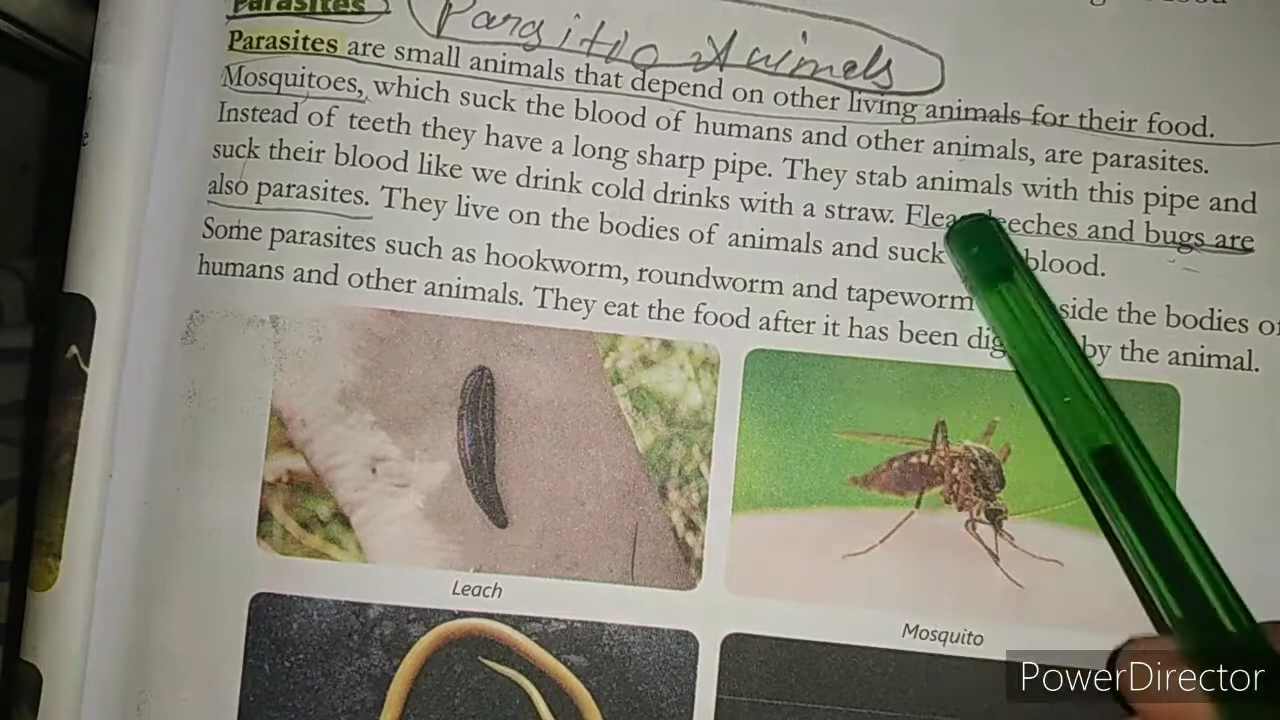 Parasites
Parasitic Animals
Parasites are small animals that depend on other living animals for their food.
Mosquitoes, which suck the blood of humans and other animals, are parasites.
Instead of teeth they have a long sharp pipe. They stab animals with this pipe and
suck their blood like we drink cold drinks with a straw. leeches and bugs are
also parasites. They live on the bodies of animals and suck blood.
Some parasites such as hookworm, roundworm and tapeworm the bodies of
humans and other animals. They eat the food after it has been by the animal.
Leach
Mosquito
PowerDirector